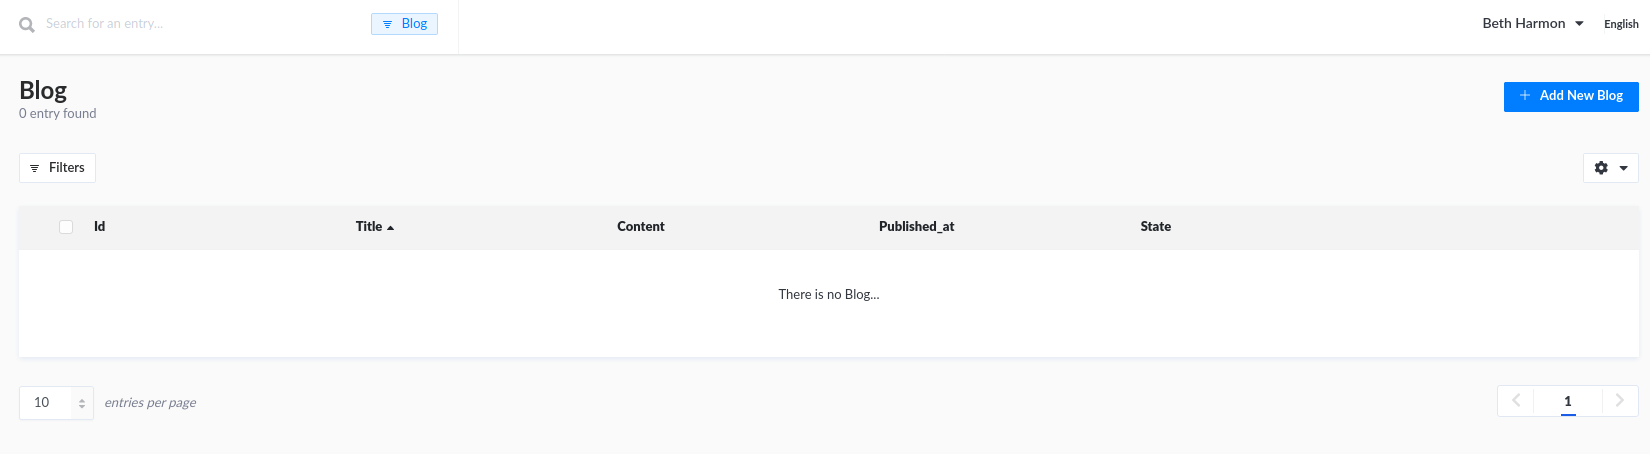 Search for an entry...
Blog
Beth Harmon
English
Blog
0 entry found
Add New Blog
Filters
Id Title Content Published_at State
There is no Blog...
10 entries per page
1